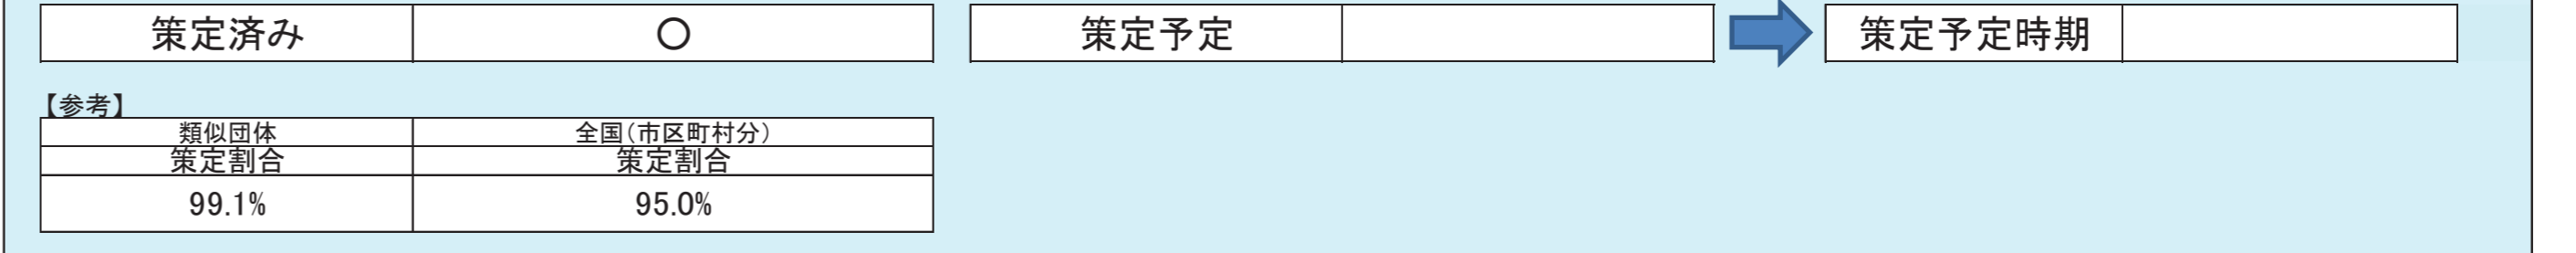 策定済み 〇 策定予定 策定予定時期
【参考】
類似団体 全国(市区町村分)
策定割合 策定割合
99.1% 95.0%